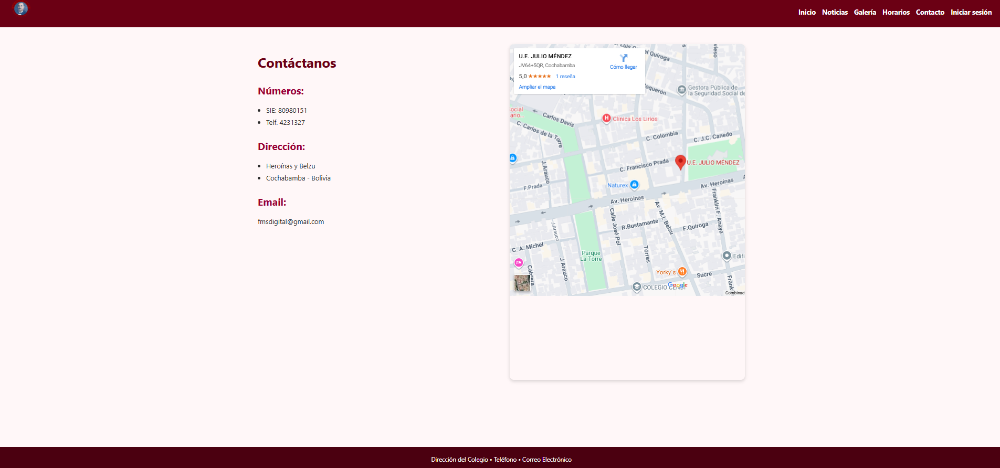 Inicio Noticias Galería Horarios Contacto Iniciar sesión
Contáctanos
Números:
SIE: 80980151
Telf. 4231327
Dirección:
Heroínas y Belzu
Cochabamba - Bolivia
Email:
fmsdigital@gmail.com
U.E. JULIO MÉNDEZ
JV64+5QR, Cochabamba
5,0 ★★★★★ 1 reseña
Ampliar el mapa
Cómo llegar
Quiroga
Gestora Pública de
la Seguridad Social de
Social
Carlos Davis
C. Carlos de la Torre
Clínica Los Lirios
C. Colombia
C. J.C. Canedo
C. Francisco Prada
U.E. JULIO MÉNDEZ
J.Arauco
F.Prada
Naturex
Av. Heroínas
Av. Heroinas
Calle José Pol
Av. M.I. Belzu
Franklin F. Anaya
R.Bustamante
F.Quiroga
J.Arauco
C. A. Michel
Torres
Parque
La Torre
J.Arauco
Cabrera
Edifi
Yorky´s
Sucre
Frank
COLEGIO
Google
Combinac
Dirección del Colegio • Teléfono • Correo Electrónico